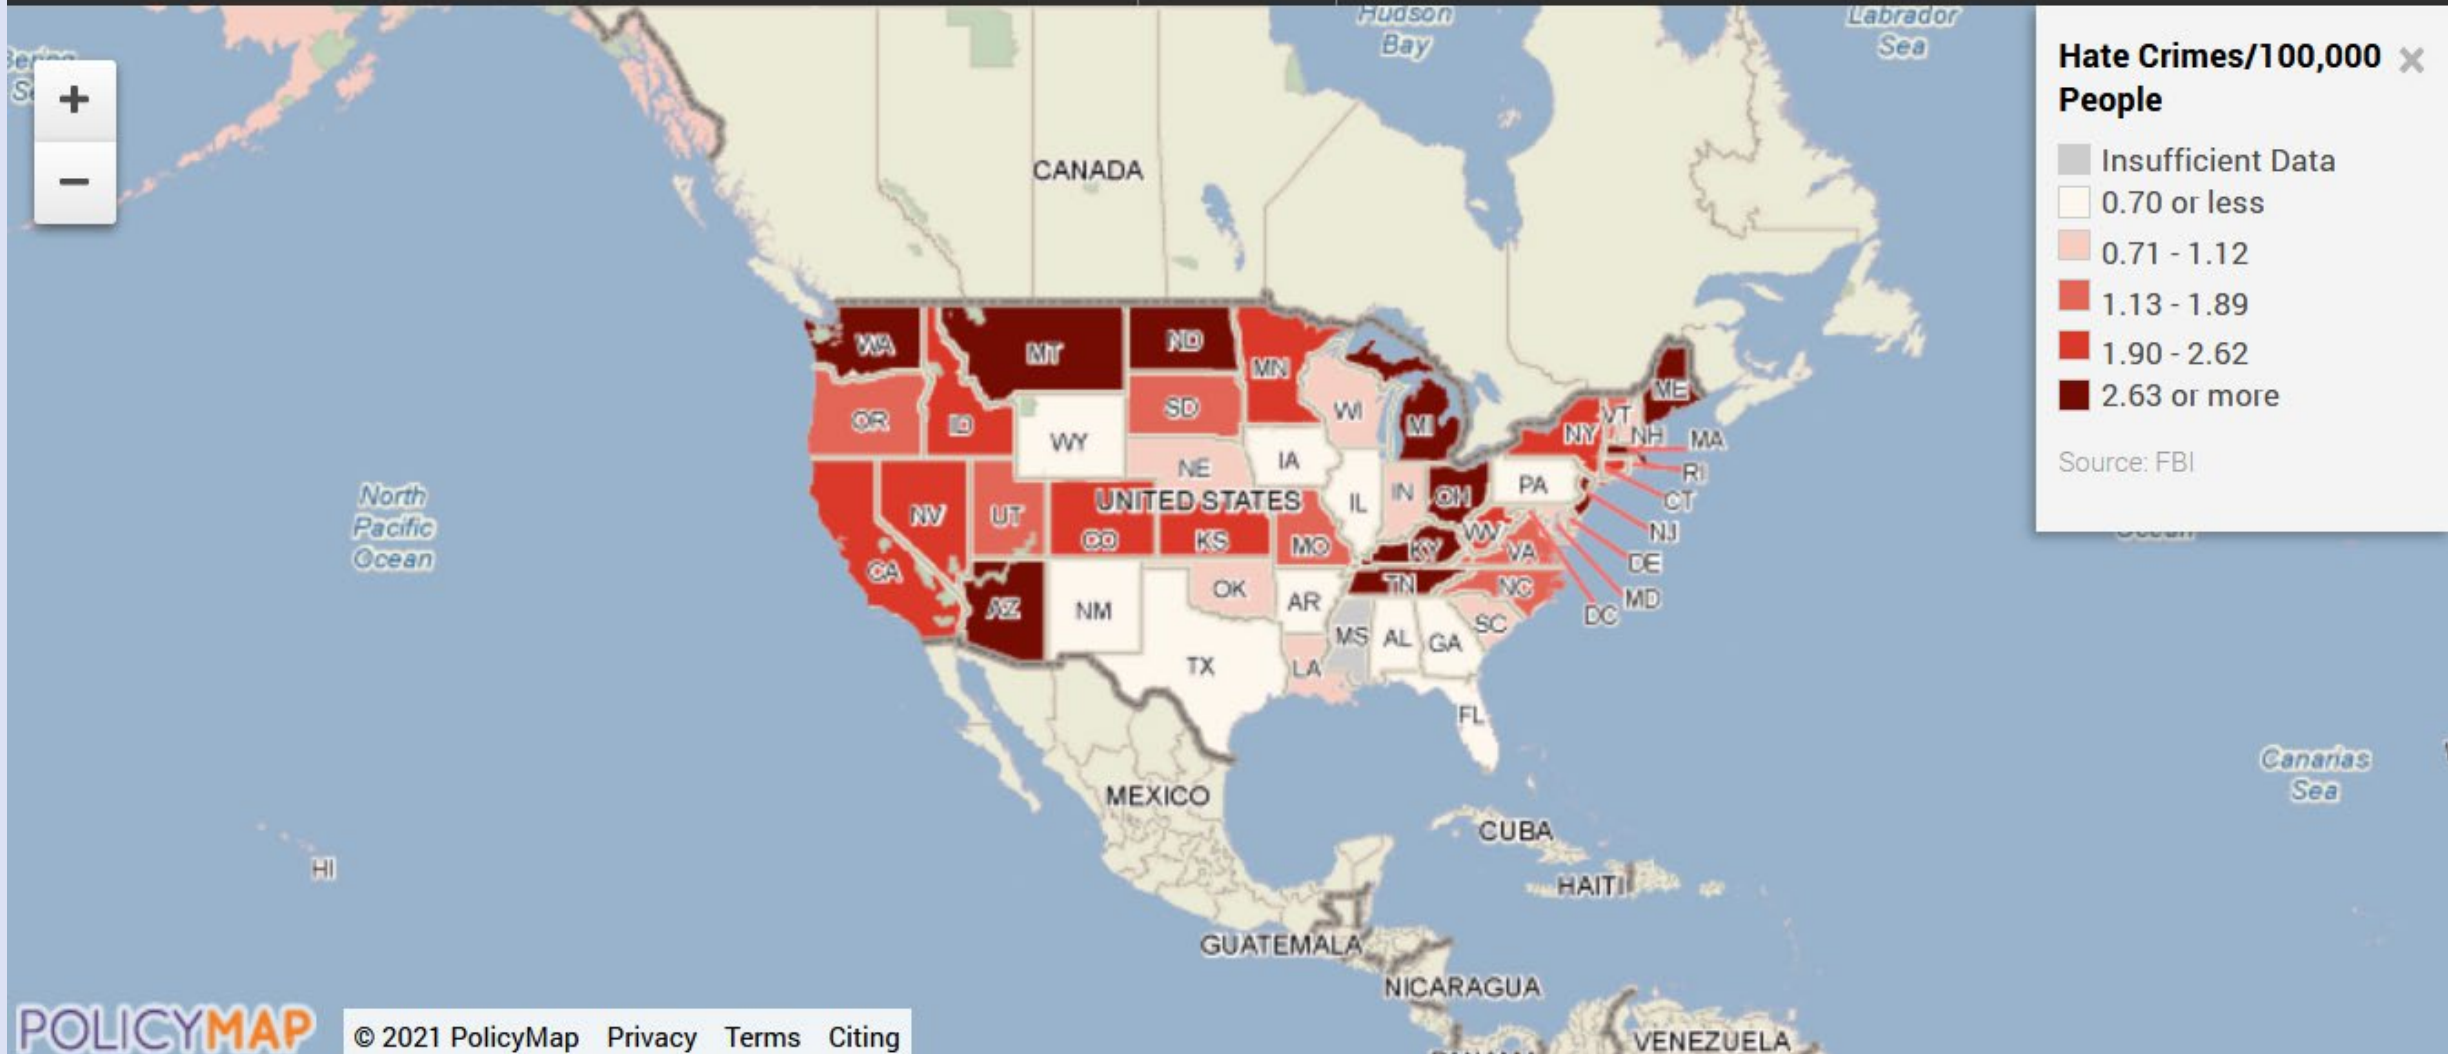 Hudson
Bay
Labrador
Sea
Bering
+
−
CANADA
Hate Crimes/100,000
People
Insufficient Data
0.70 or less
0.71 - 1.12
1.13 - 1.89
1.90 - 2.62
2.63 or more
Source: FBI
Ocean
WA
MT
ND
MN
OR
ID
SD
WI
MI
ME
VT
NY
NH
MA
WY
NE
IA
IL
IN
OH
PA
RI
CT
NJ
UNITED STATES
NV
UT
CO
KS
MO
KY
WV
VA
DE
MD
DC
CA
AZ
NM
OK
AR
TN
NC
SC
TX
LA
MS
AL
GA
FL
North
Pacific
Ocean
HI
MEXICO
CUBA
HAITI
GUATEMALA
NICARAGUA
VENEZUELA
Canarias
Sea
POLICYMAP
© 2021 PolicyMap Privacy Terms Citing